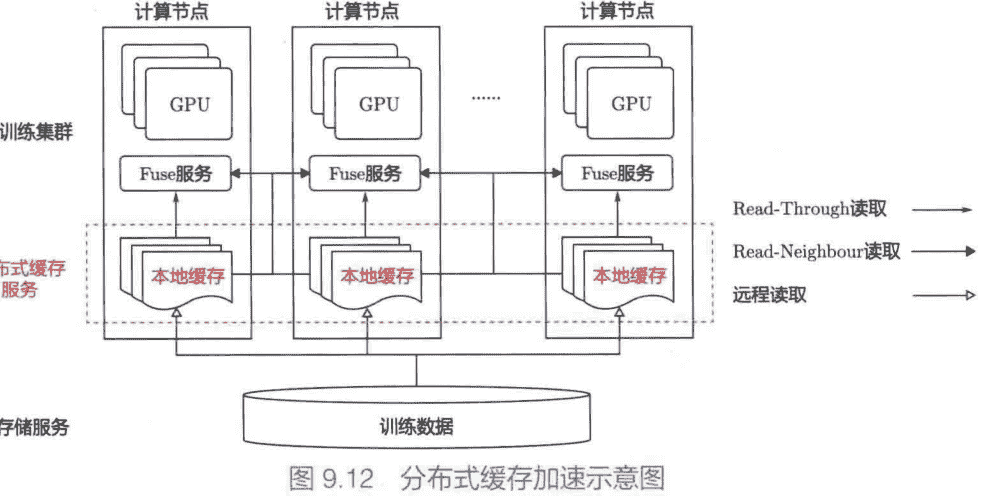 计算节点 计算节点 计算节点
GPU GPU ...... GPU
训练集群
Fuse服务 Fuse服务 Fuse服务
Read-Through读取
Read-Neighbour读取
布式缓存
服务
本地缓存 本地缓存 本地缓存
远程读取
训练数据
存储服务
图 9.12 分布式缓存加速示意图